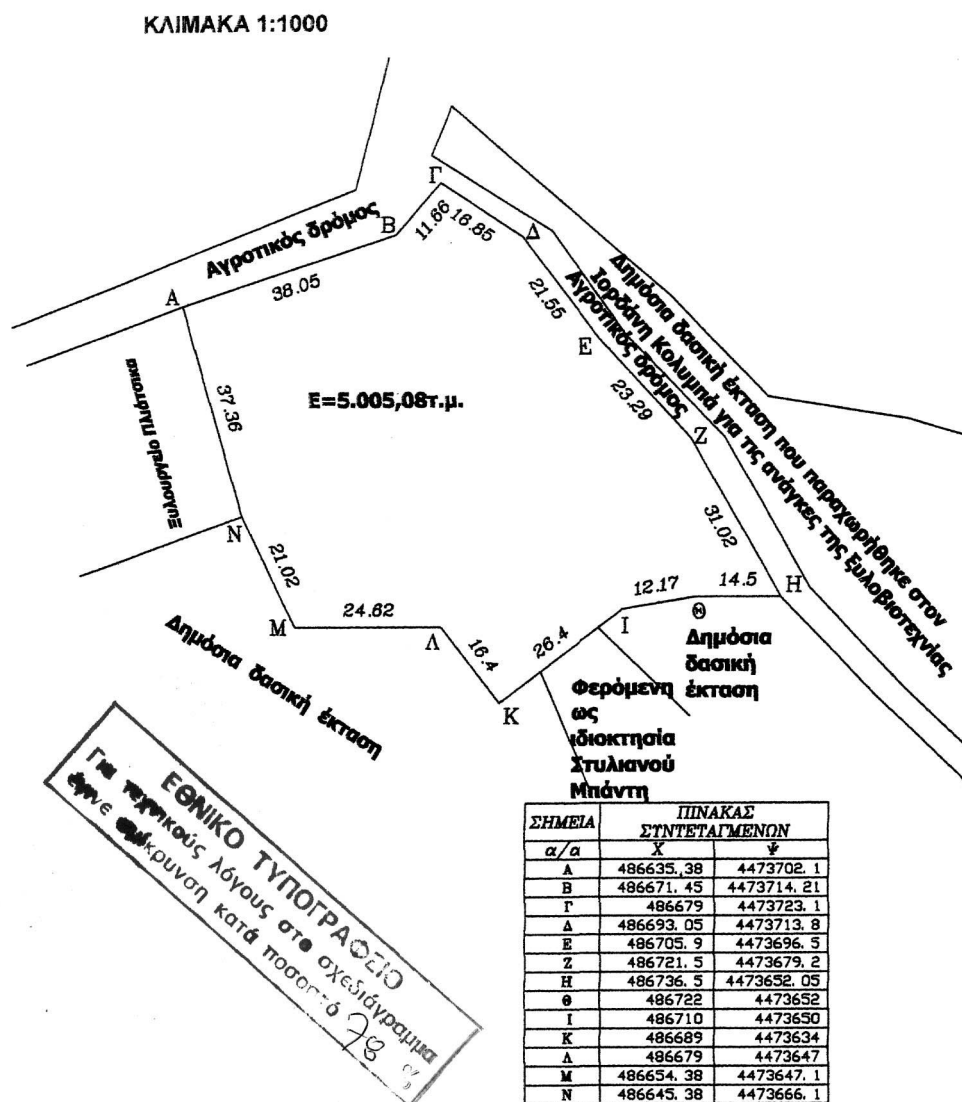 ΚΛΙΜΑΚΑ 1:1000
Γ
Β
Αγροτικός δρόμος
11.66
16.85
Δ
38.05
Α
21.55
Ε
Δημόσια δασική έκταση που παραχωρήθηκε στον
Ιορδάνη Κολυμπά για τις ανάγκες της ξυλοβιοτεχνίας
Αγροτικός δρόμος
23.29
Ζ
37.36
Ε=5.005,08τ.μ.
Ξυλουργείο Πλιάτσικα
Ν
31.02
21.02
Μ
24.62
Λ
16.4
Κ
26.4
Ι
12.17
Θ
14.5
Η
Δημόσια δασική έκταση
Δημόσια
δασική
έκταση
Φερόμενη
ως
ιδιοκτησία
Στυλιανού
Μπάντη
ΕΘΝΙΚΟ ΤΥΠΟΓΡΑΦΕΙΟ
Για τεχνικούς λόγους στο σχεδιάγραμμα
έγινε σμίκρυνση κατά ποσοστό 78 %
ΣΗΜΕΙΑ ΠΙΝΑΚΑΣ
ΣΥΝΤΕΤΑΓΜΕΝΩΝ
α/α Χ Ψ
Α 486635.38 4473702.1
Β 486671.45 4473714.21
Γ 486679 4473723.1
Δ 486693.05 4473713.8
Ε 486705.9 4473696.5
Ζ 486721.5 4473679.2
Η 486736.5 4473652.05
Θ 486722 4473652
Ι 486710 4473650
Κ 486689 4473634
Λ 486679 4473647
Μ 486654.38 4473647.1
Ν 486645.38 4473666.1